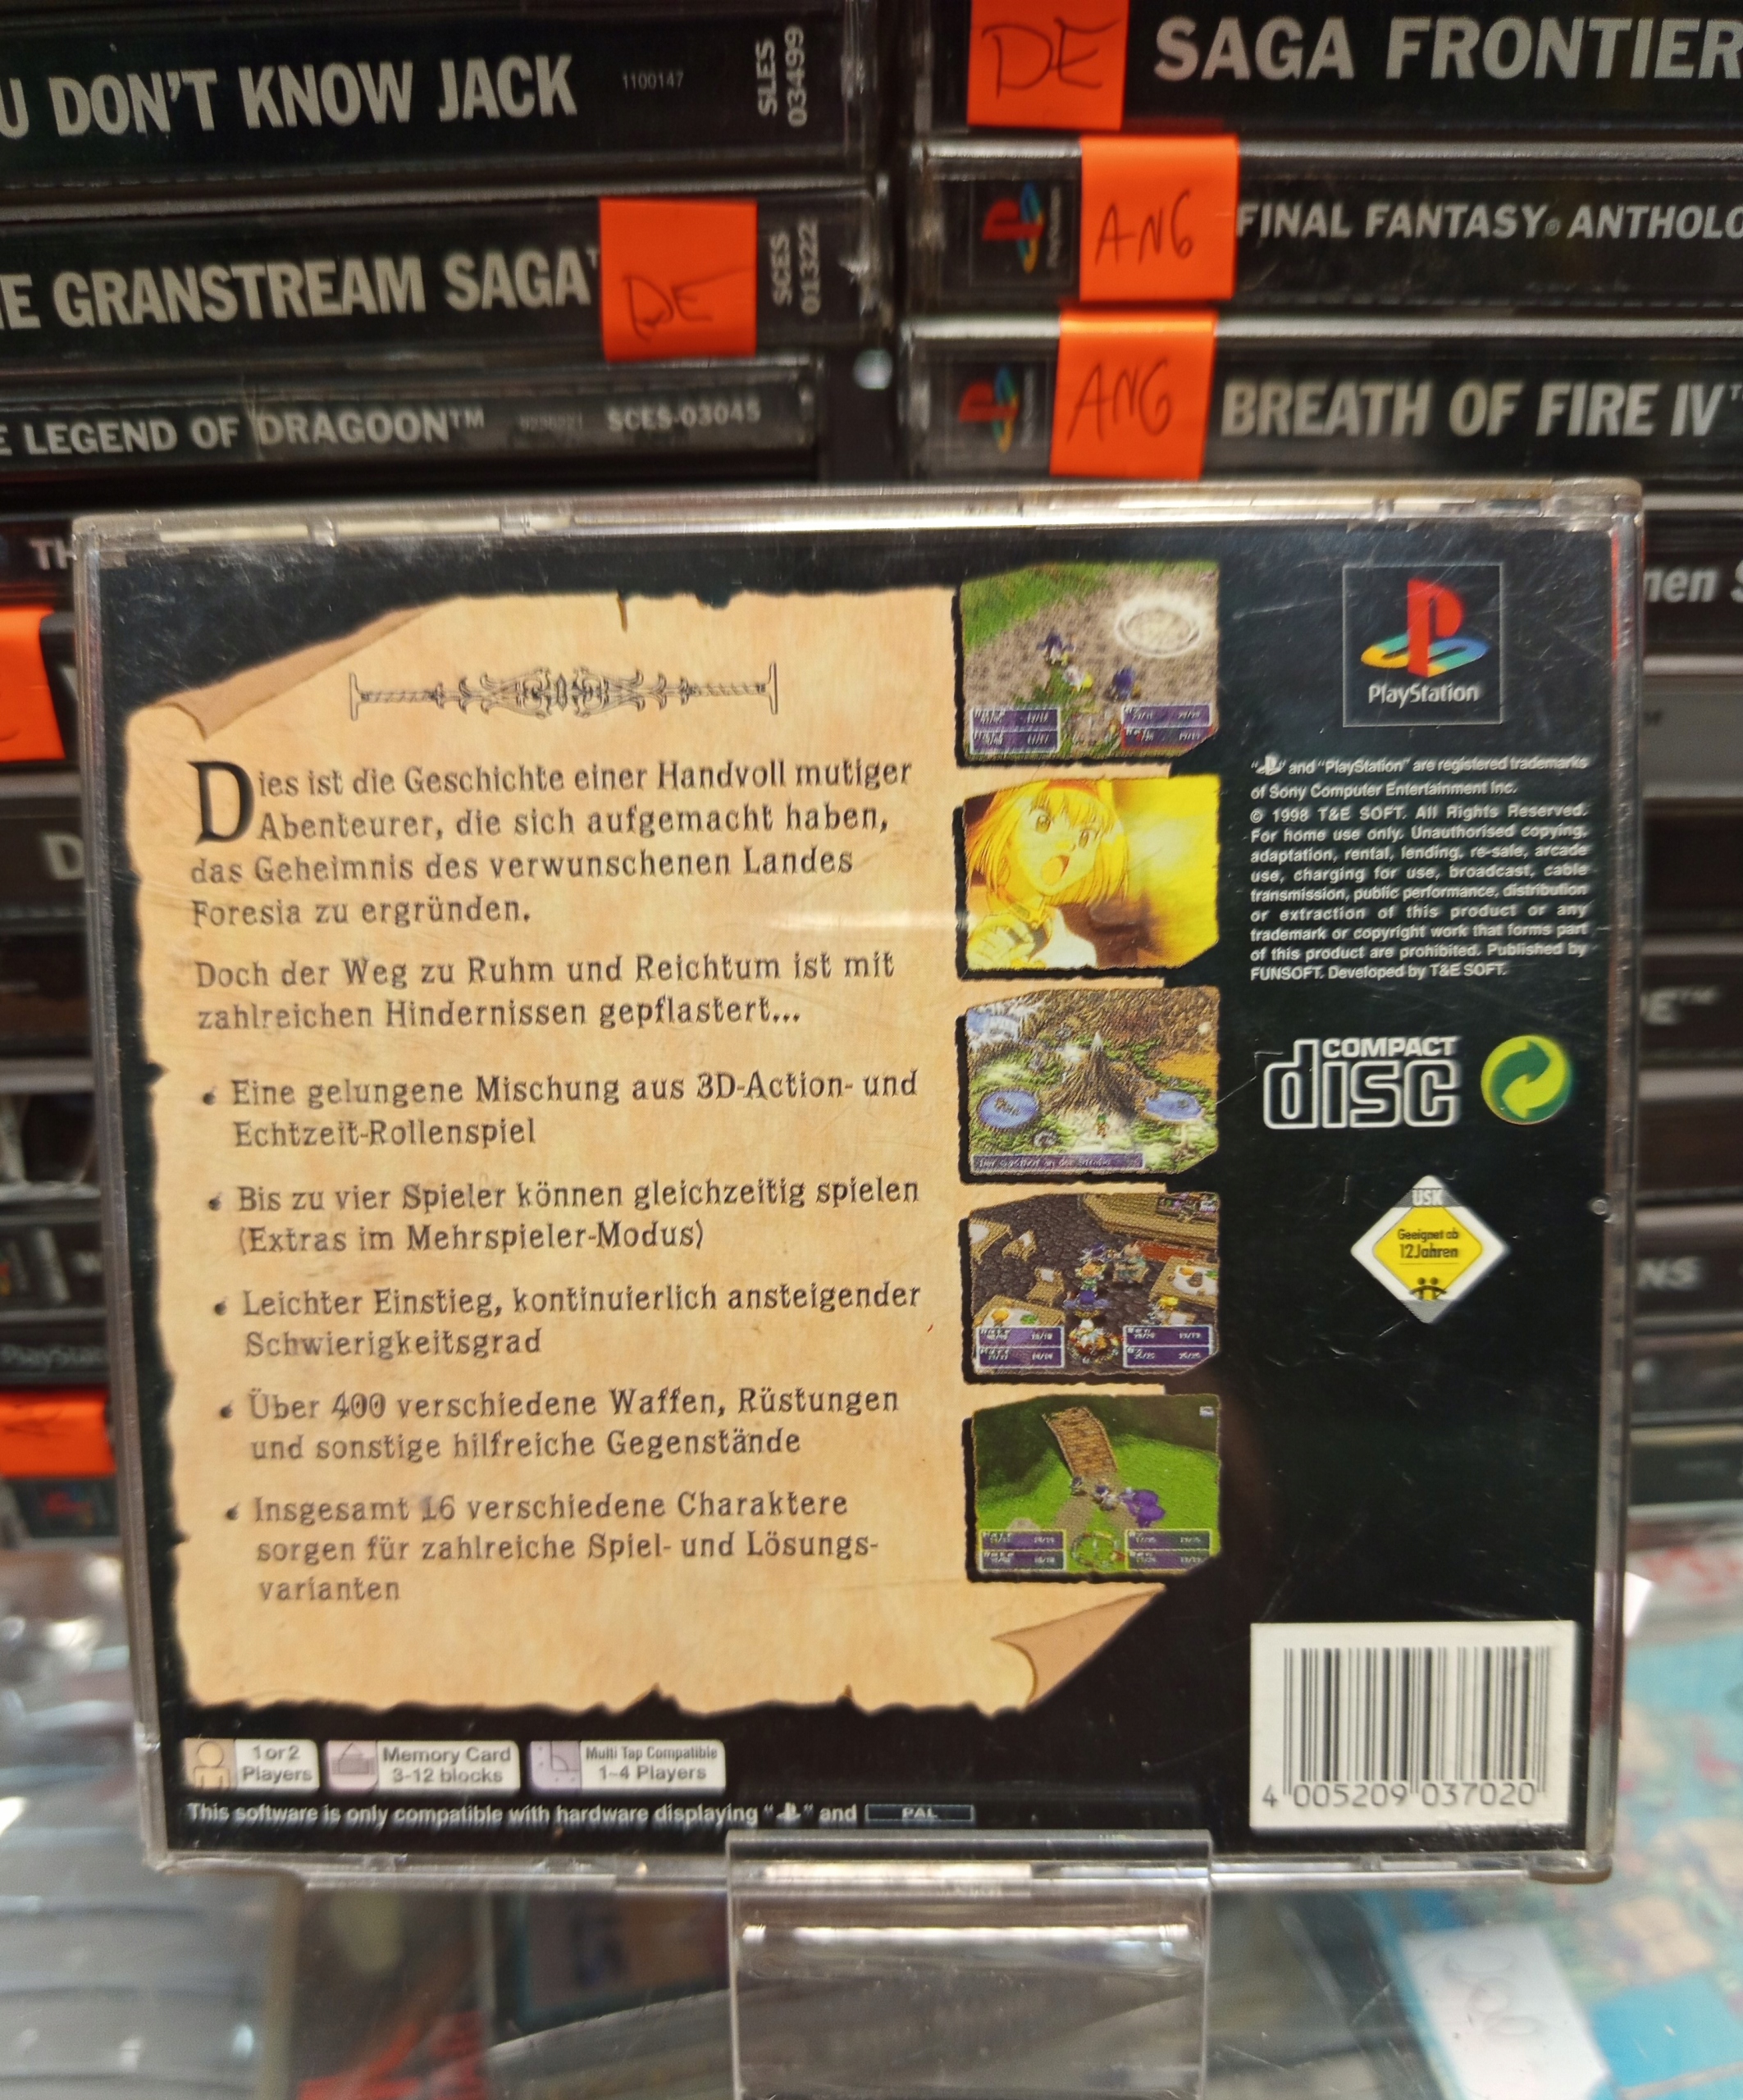 U DON'T KNOW JACK
1100147
SLES
03499
DE
SAGA FRONTIER
ANG
FINAL FANTASY® ANTHOLO
E GRANSTREAM SAGA
DE
SCES
01322
ANG
BREATH OF FIRE IV™
E LEGEND OF DRAGOON™
SCES-03045
TH
nen S
Dies ist die Geschichte einer Handvoll mutiger
Abenteurer, die sich aufgemacht haben,
das Geheimnis des verwunschenen Landes
Foresia zu ergründen.
Doch der Weg zu Ruhm und Reichtum ist mit
zahlreichen Hindernissen gepflastert...
Eine gelungene Mischung aus 3D-Action- und
Echtzeit-Rollenspiel
Bis zu vier Spieler können gleichzeitig spielen
(Extras im Mehrspieler-Modus)
Leichter Einstieg, kontinuierlich ansteigender
Schwierigkeitsgrad
Über 400 verschiedene Waffen, Rüstungen
und sonstige hilfreiche Gegenstände
Insgesamt 16 verschiedene Charaktere
sorgen für zahlreiche Spiel- und Lösungs-
varianten
PlayStation
" " and "PlayStation" are registered trademarks
of Sony Computer Entertainment Inc.
© 1998 T&E SOFT. All Rights Reserved.
For home use only. Unauthorised copying,
adaptation, rental, lending, re-sale, arcade
use, charging for use, broadcast, cable
transmission, public performance, distribution
or extraction of this product or any
trademark or copyright work that forms part
of this product are prohibited. Published by
FUNSOFT. Developed by T&E SOFT.
COMPACT
disc
USK
Geeignet ab
12 Jahren
1 or 2
Players
Memory Card
3-12 blocks
Multi Tap Compatible
1-4 Players
This software is only compatible with hardware displaying " " and PAL
4 005209 037020